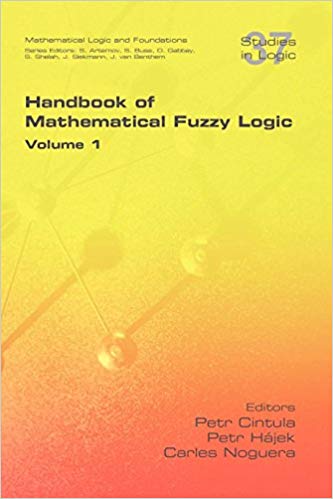 Mathematical Logic and Foundations
Series Editors: S. Artemov, S. Buss, D. Gabbay,
S. Shelah, J. Siekmann, J. van Benthem
37
Studies
in Logic
Handbook of
Mathematical Fuzzy Logic
Volume 1
Editors
Petr Cintula
Petr Hájek
Carles Noguera